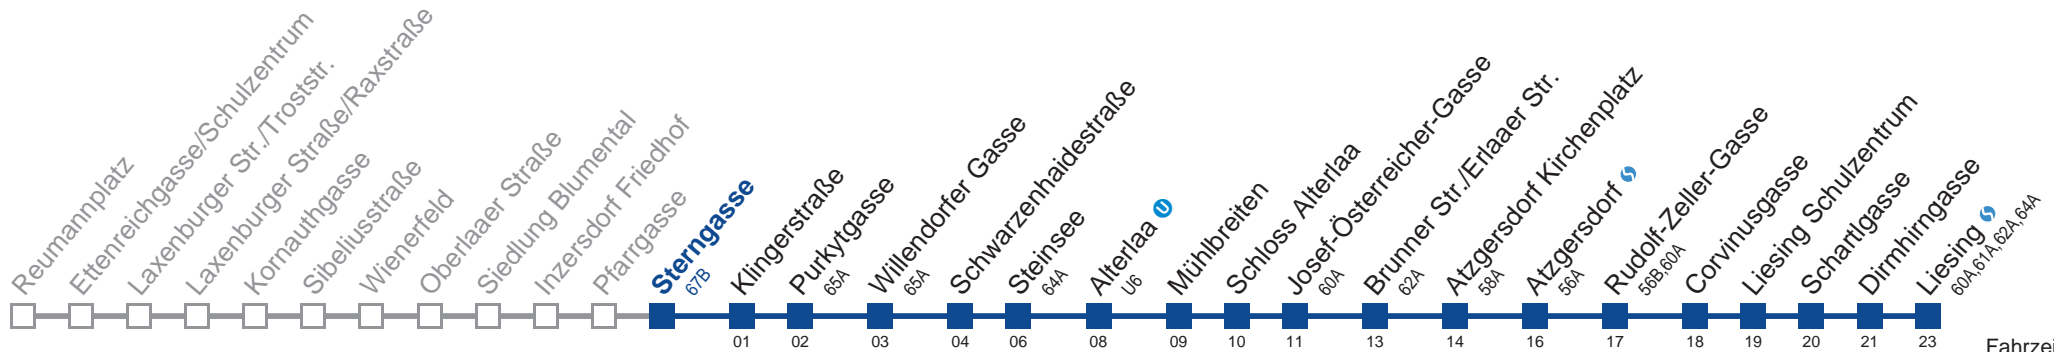 Reumannplatz
Ettenreichgasse/Schulzentrum
Laxenburger Str./Troststr.
Laxenburger Straße/Raxstraße
Kornauthgasse
Sibeliusstraße
Wienerfeld
Oberlaaer Straße
Siedlung Blumental
Inzersdorf Friedhof
Pfarrgasse
Sterngasse
67B
Klingerstraße
Purkytgasse
65A
Willendorfer Gasse
65A
Schwarzenhaidestraße
Steinsee
64A
Alterlaa U
U6
Mühlbreiten
Schloss Alterlaa
Josef-Österreicher-Gasse
60A
Brunner Str./Erlaaer Str.
62A
Atzgersdorf Kirchenplatz
58A
Atzgersdorf S
56A
Rudolf-Zeller-Gasse
56B,60A
Corvinusgasse
Liesing Schulzentrum
Schartlgasse
Dirmhirngasse
Liesing S
60A,61A,62A,64A
01 02 03 04 06 08 09 10 11 13 14 16 17 18 19 20 21 23
Fahrzei